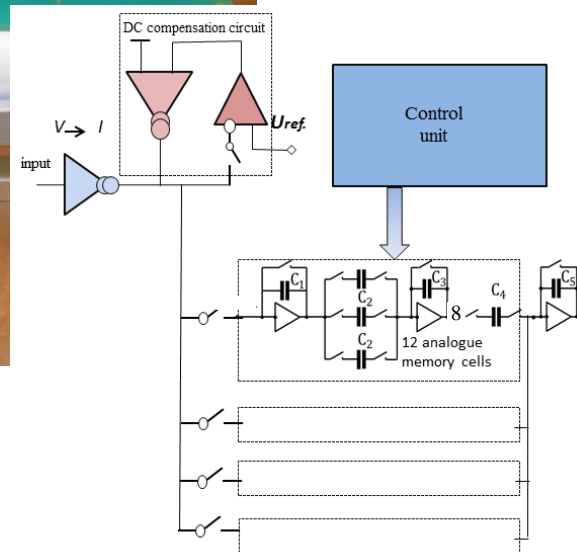 DC compensation circuit
V → I
Uref.
input
Control
unit
C1
C2
C2
C3
8
C4
C5
12 analogue
memory cells